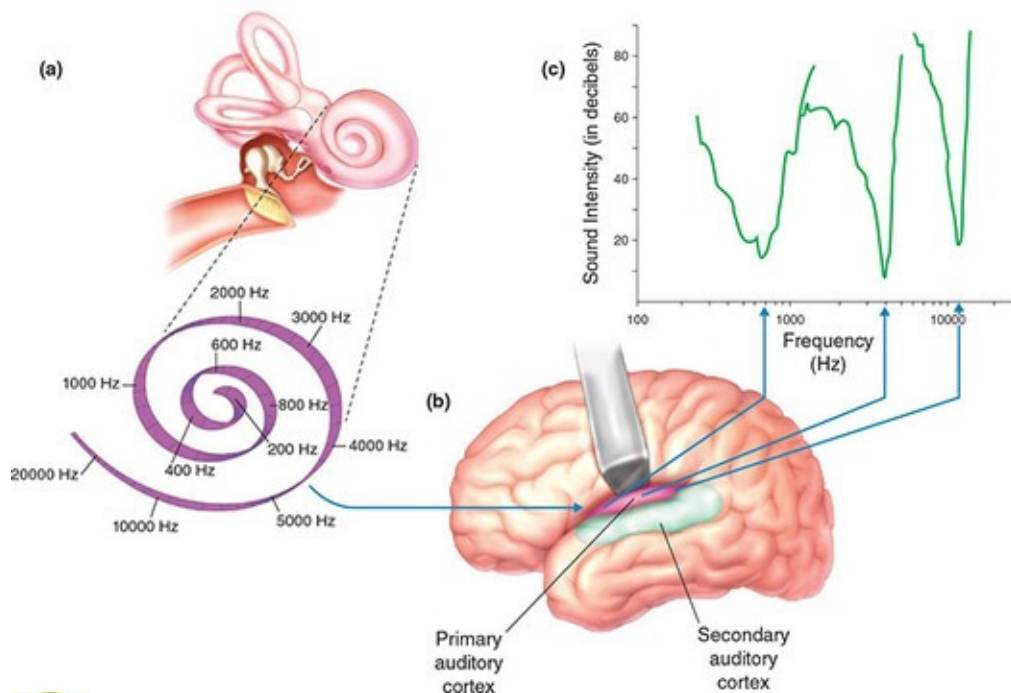 (a)
2000 Hz
3000 Hz
600 Hz
1000 Hz
800 Hz
200 Hz
400 Hz
4000 Hz
20000 Hz
10000 Hz
5000 Hz
(b)
Primary
auditory
cortex
Secondary
auditory
cortex
(c)
Sound Intensity (in decibels)
80
60
40
20
100
1000
10000
Frequency
(Hz)